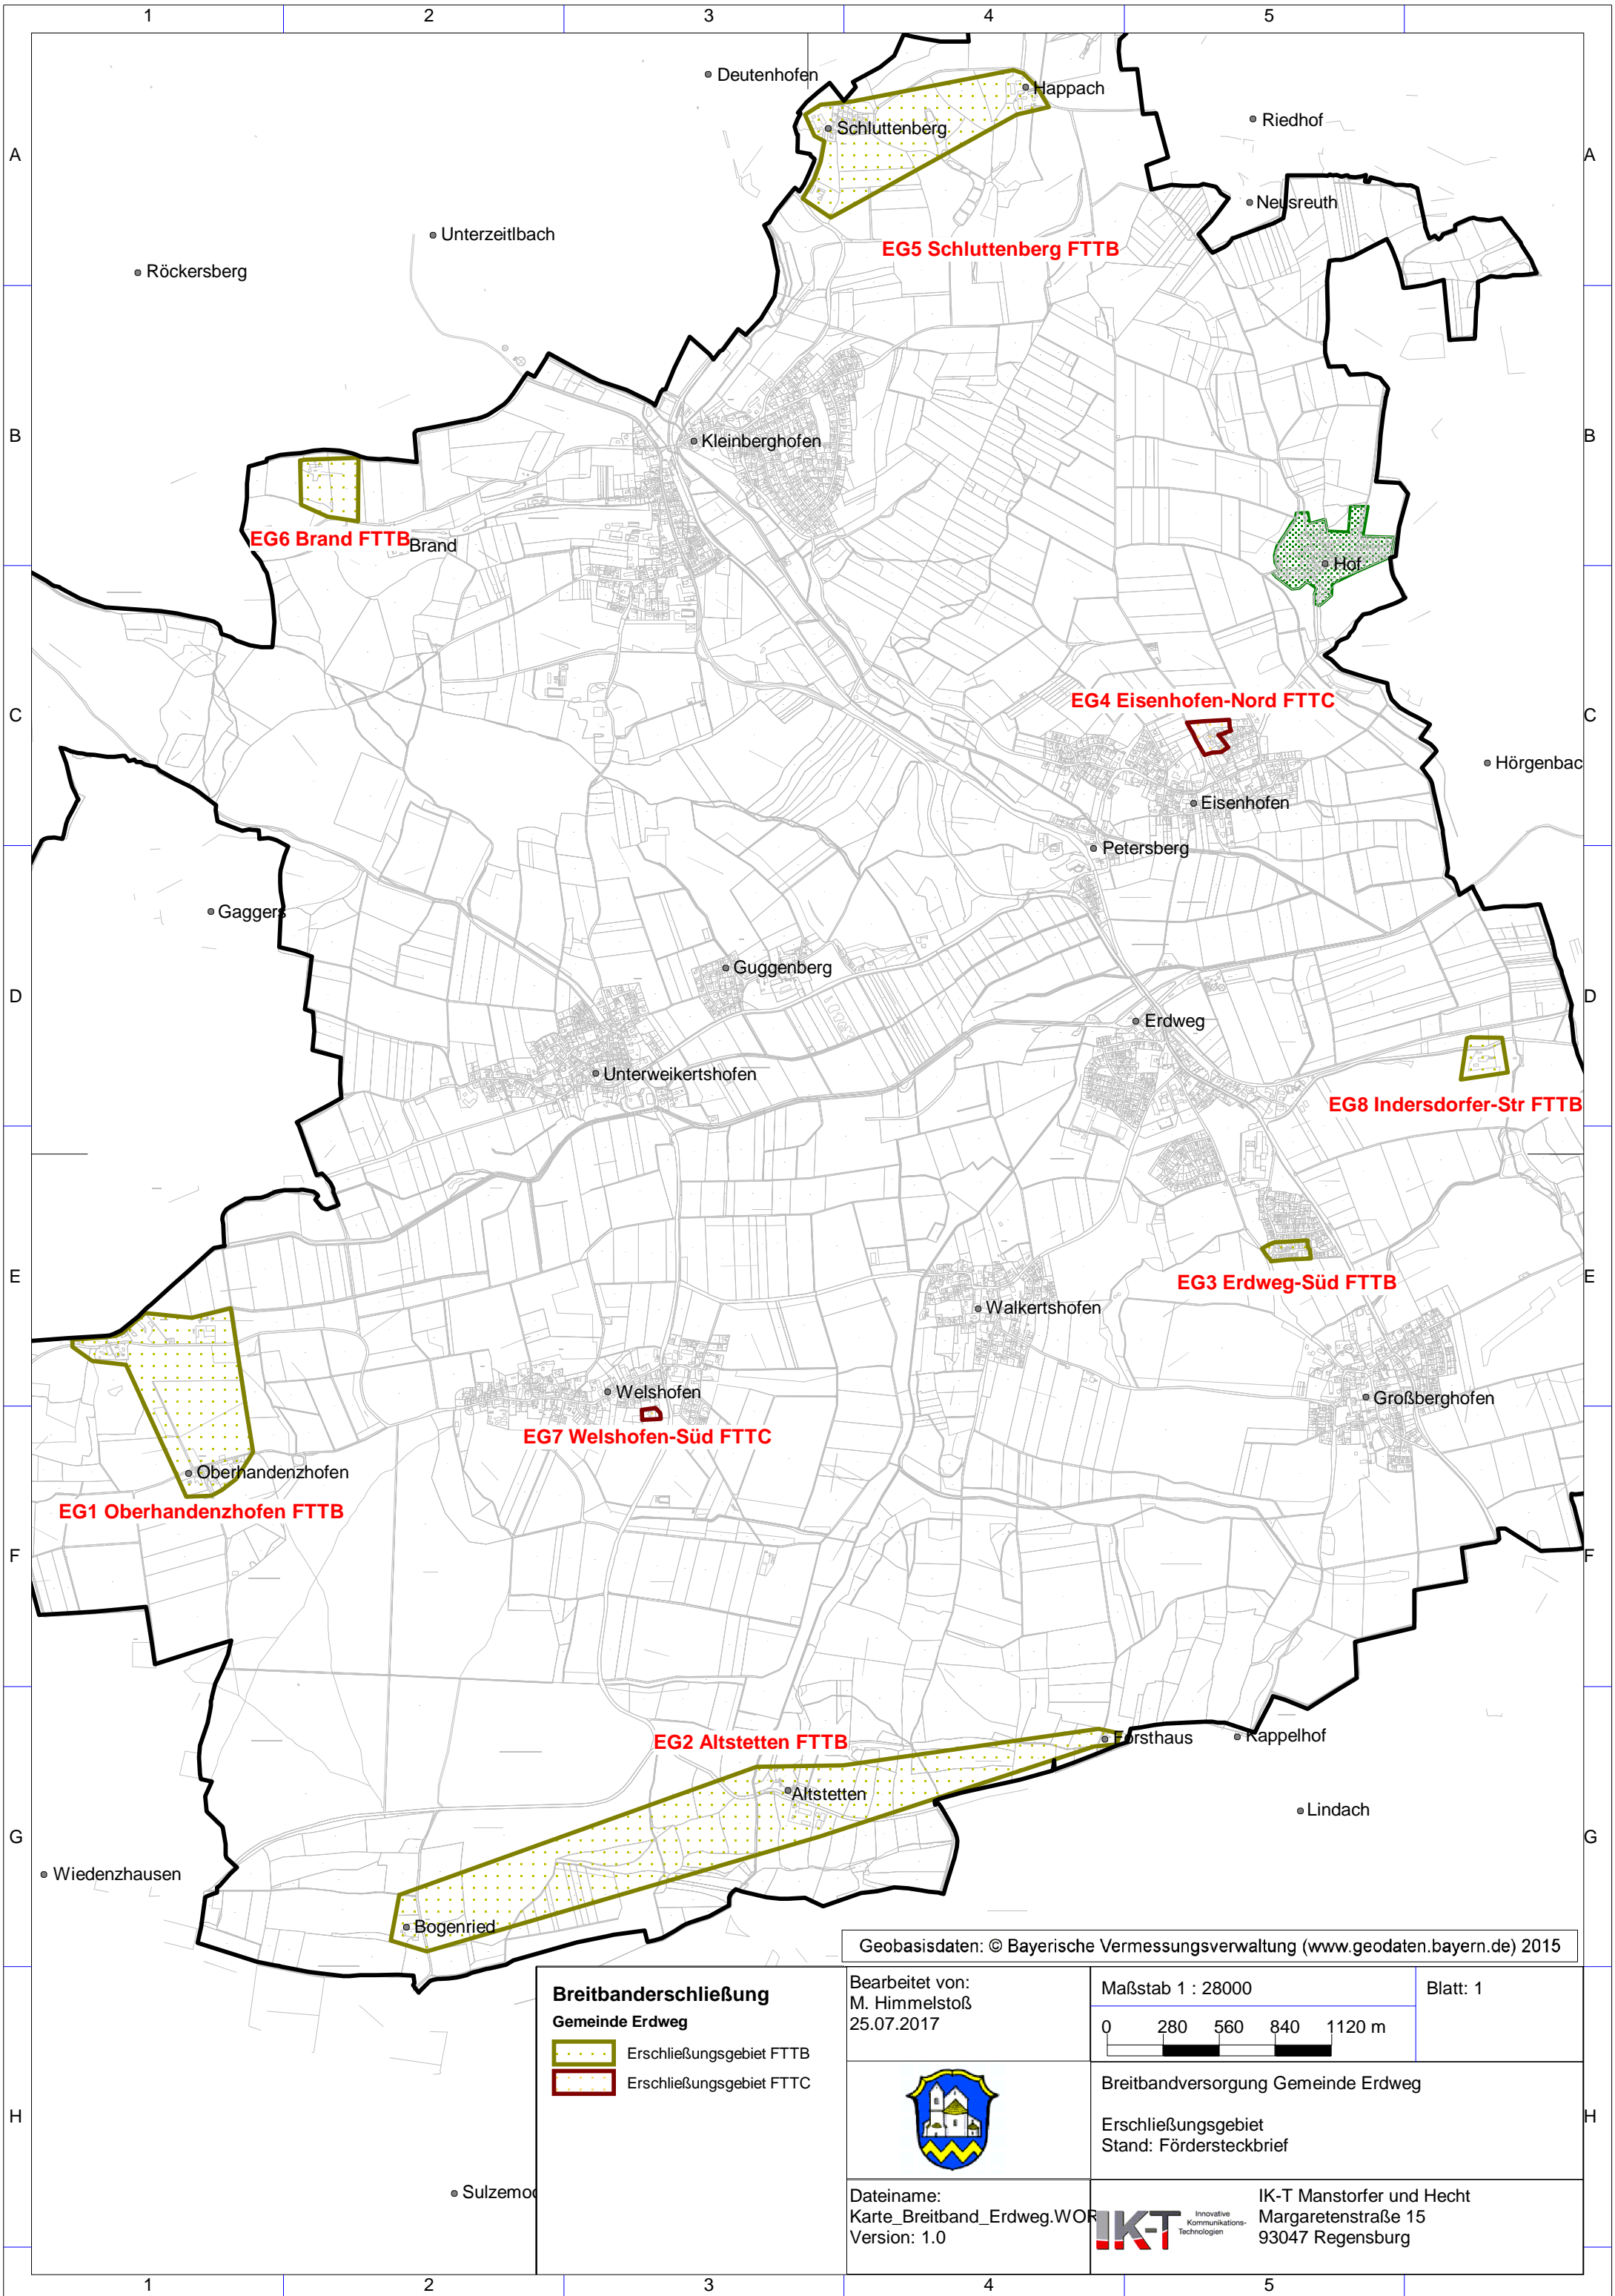 1 2 3 4 5
Deutenhofen
Happach
Riedhof
Schluttenberg
A A
Neusreuth
Unterzeitlbach
EG5 Schluttenberg FTTB
Röckersberg
B B
Kleinberghofen
EG6 Brand FTTB
Brand
Hof
EG4 Eisenhofen-Nord FTTC
C C
Hörgenbac
Eisenhofen
Petersberg
Gaggers
Guggenberg
D D
Erdweg
Unterweikertshofen
EG8 Indersdorfer-Str FTTB
E E
EG3 Erdweg-Süd FTTB
Walkertshofen
Welshofen
Großberghofen
EG7 Welshofen-Süd FTTC
Oberhandenzhofen
EG1 Oberhandenzhofen FTTB
F F
EG2 Altstetten FTTB
Forsthaus
Kappelhof
Altstetten
Lindach
G G
Wiedenzhausen
Bogenried
Geobasisdaten: © Bayerische Vermessungsverwaltung (www.geodaten.bayern.de) 2015
Breitbanderschließung
Gemeinde Erdweg
Erschließungsgebiet FTTB
Erschließungsgebiet FTTC
Bearbeitet von:
M. Himmelstoß
25.07.2017
Maßstab 1 : 28000
Blatt: 1
0 280 560 840 1120 m
Breitbandversorgung Gemeinde Erdweg
Erschließungsgebiet
Stand: Fördersteckbrief
H H
Sulzemo
Dateiname:
Karte_Breitband_Erdweg.WOR
Version: 1.0
IK-T
Innovative
Kommunikations-
Technologien
IK-T Manstorfer und Hecht
Margaretenstraße 15
93047 Regensburg
1 2 3 4 5